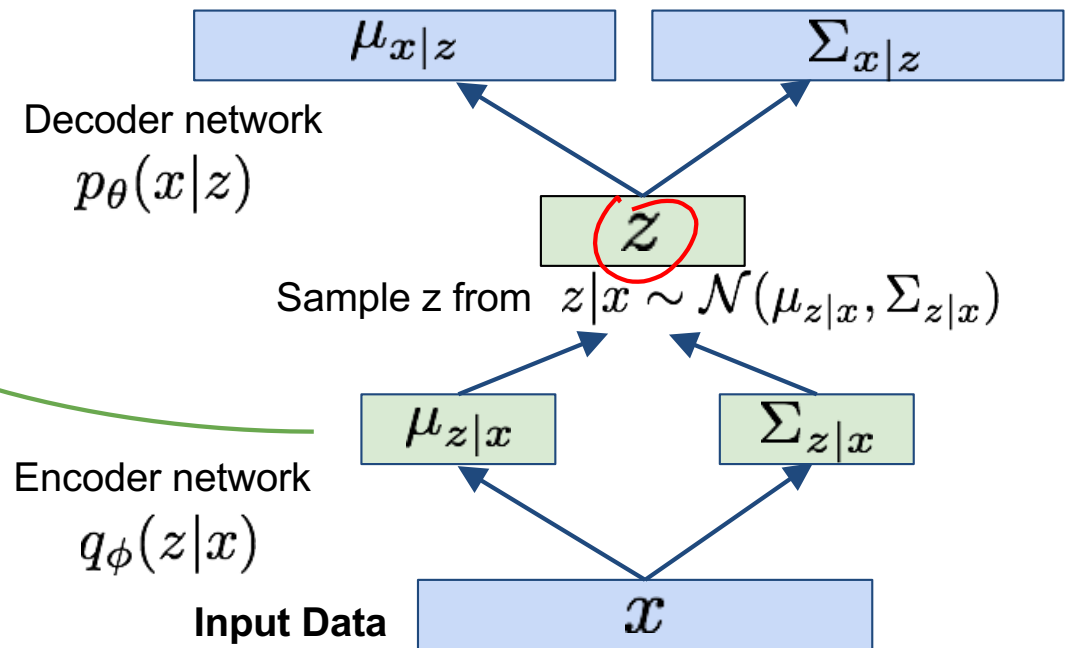 μ_{x|z} Σ_{x|z}
Decoder network
p_θ(x|z)
z
Sample z from z|x ∼ 𝒩(μ_{z|x}, Σ_{z|x})
μ_{z|x} Σ_{z|x}
Encoder network
q_ϕ(z|x)
Input Data x